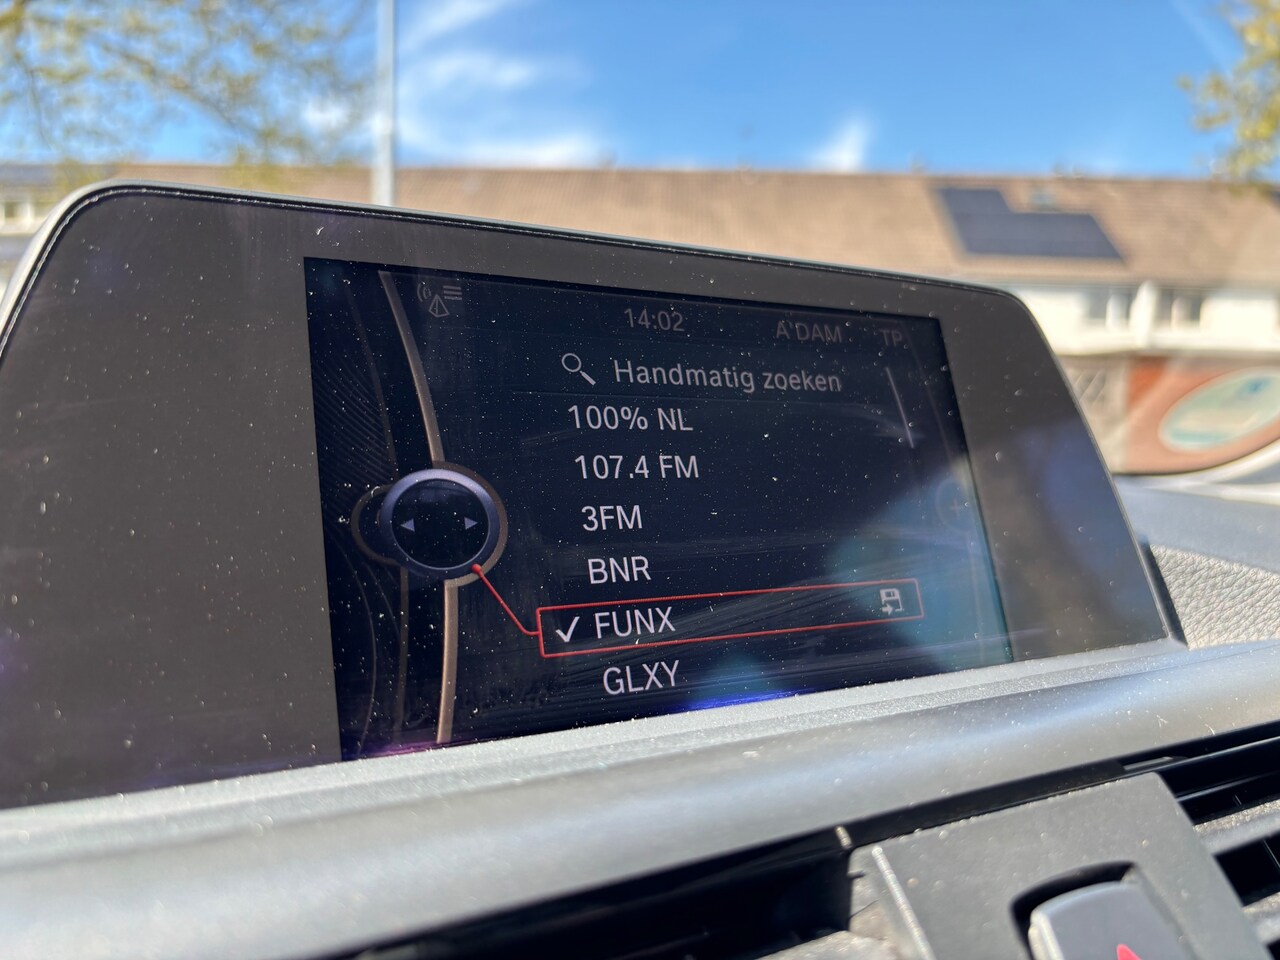 14:02 A'DAM TP
Handmatig zoeken
100% NL
107.4 FM
3FM
BNR
FUNX
GLXY